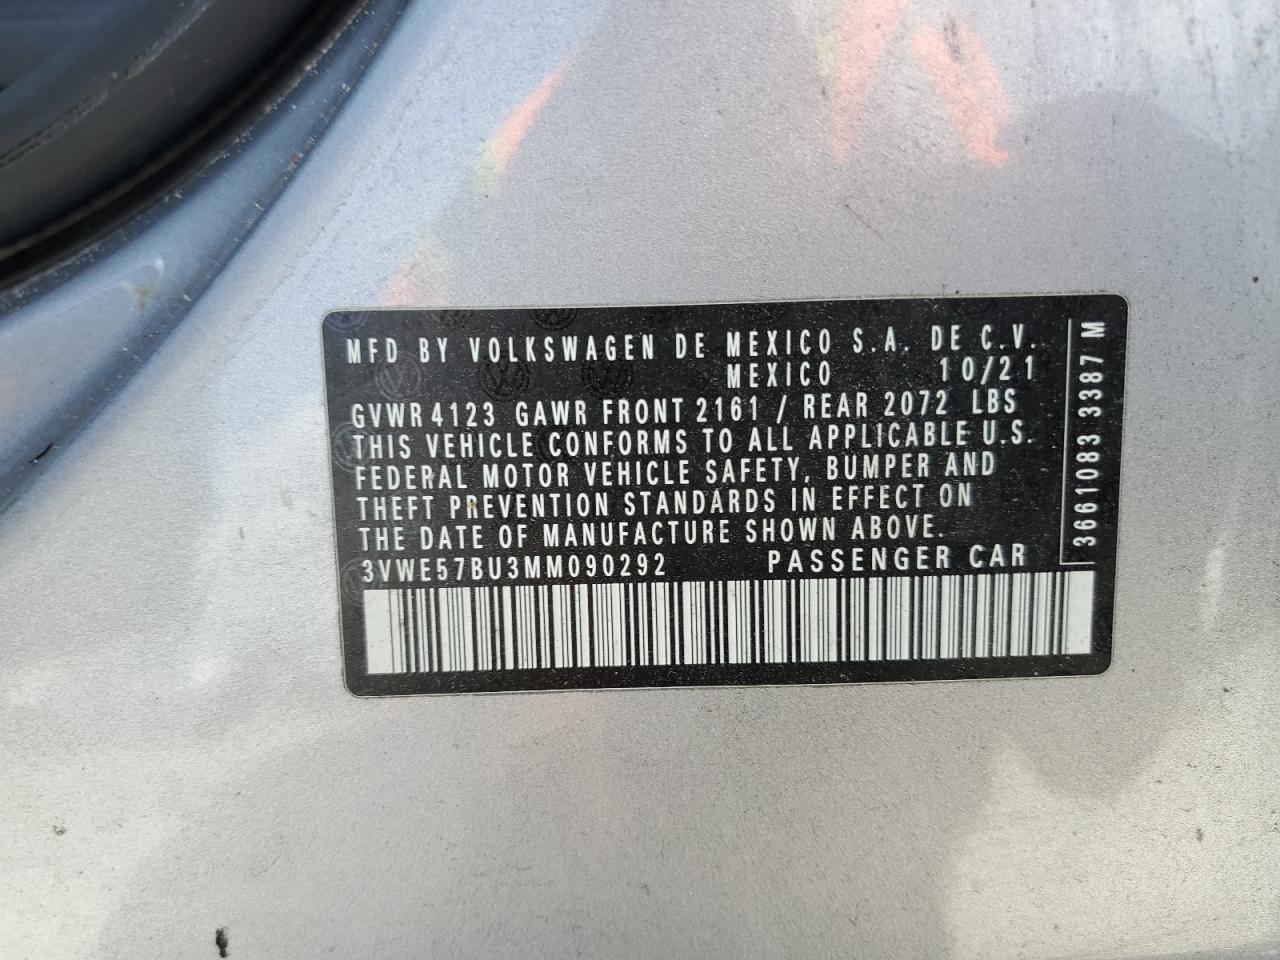 MFD BY VOLKSWAGEN DE MEXICO S.A. DE C.V.
MEXICO 10/21
GVWR 4123 GAWR FRONT 2161 / REAR 2072 LBS
THIS VEHICLE CONFORMS TO ALL APPLICABLE U.S.
FEDERAL MOTOR VEHICLE SAFETY, BUMPER AND
THEFT PREVENTION STANDARDS IN EFFECT ON
THE DATE OF MANUFACTURE SHOWN ABOVE.
3VWE57BU3MM090292 PASSENGER CAR
3661083 3387 M